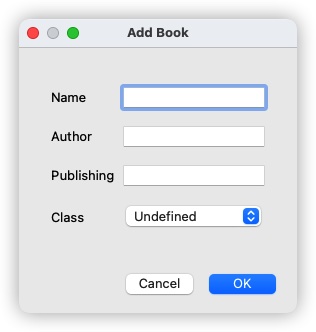 Add Book
Name
Author
Publishing
Class Undefined
Cancel OK